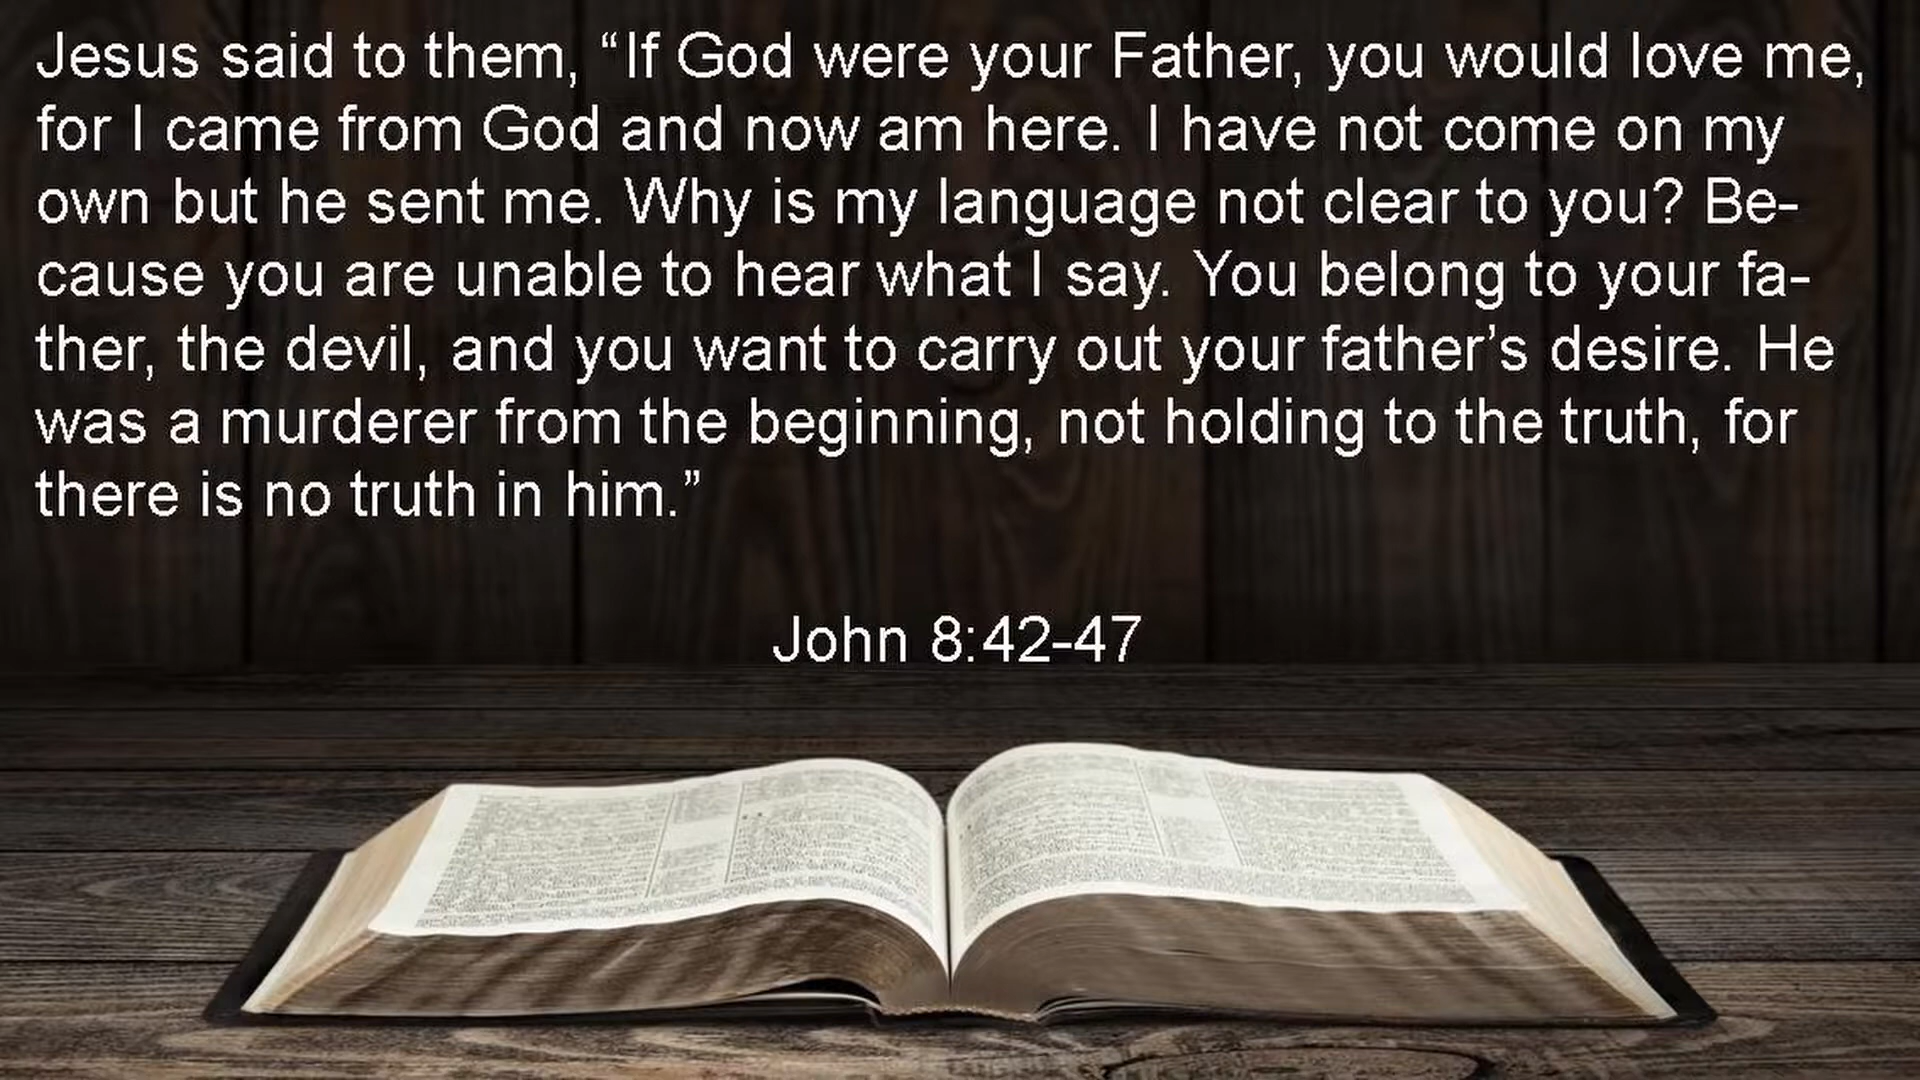 Jesus said to them, “If God were your Father, you would love me,
for I came from God and now am here. I have not come on my
own but he sent me. Why is my language not clear to you? Be-
cause you are unable to hear what I say. You belong to your fa-
ther, the devil, and you want to carry out your father’s desire. He
was a murderer from the beginning, not holding to the truth, for
there is no truth in him.”
John 8:42-47